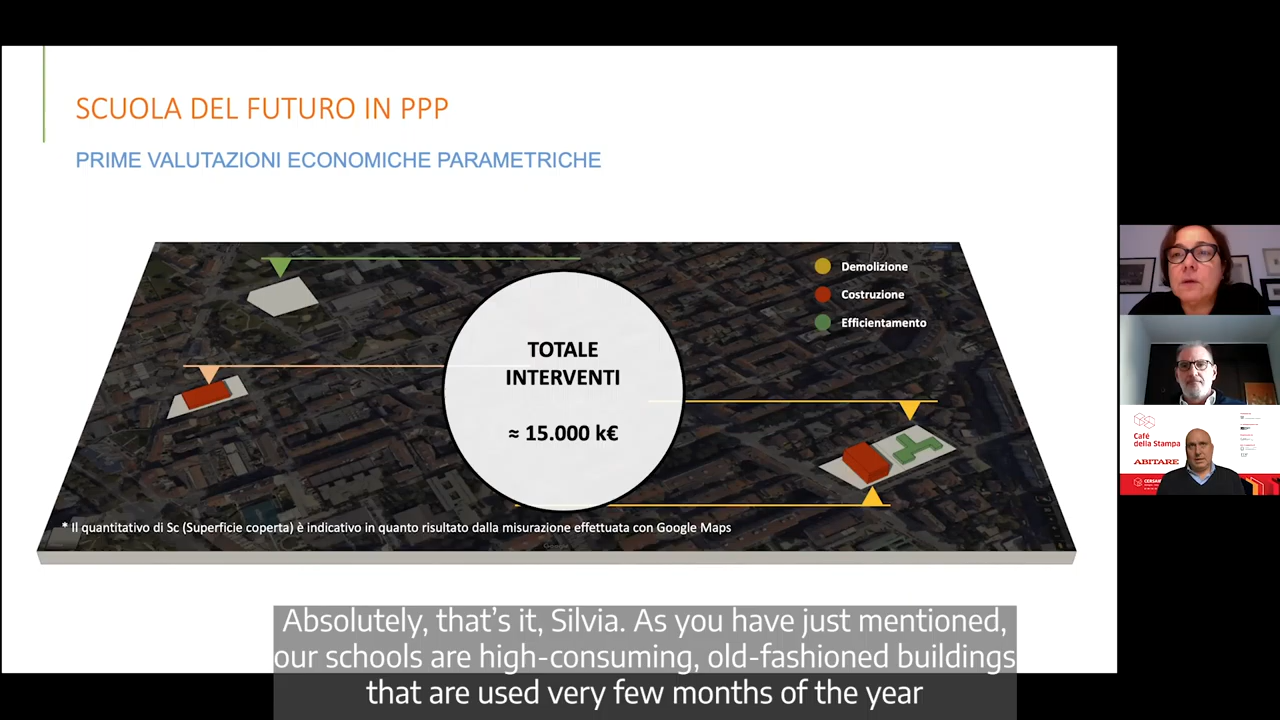 SCUOLA DEL FUTURO IN PPP
PRIME VALUTAZIONI ECONOMICHE PARAMETRICHE
Demolizione
Costruzione
Efficientamento
TOTALE
INTERVENTI
≈ 15.000 k€
* Il quantitativo di Sc (Superficie coperta) è indicativo in quanto risultato dalla misurazione effettuata con Google Maps
Café
della Stampa
ABITARE
Absolutely, that's it, Silvia. As you have just mentioned,
our schools are high-consuming, old-fashioned buildings
that are used very few months of the year